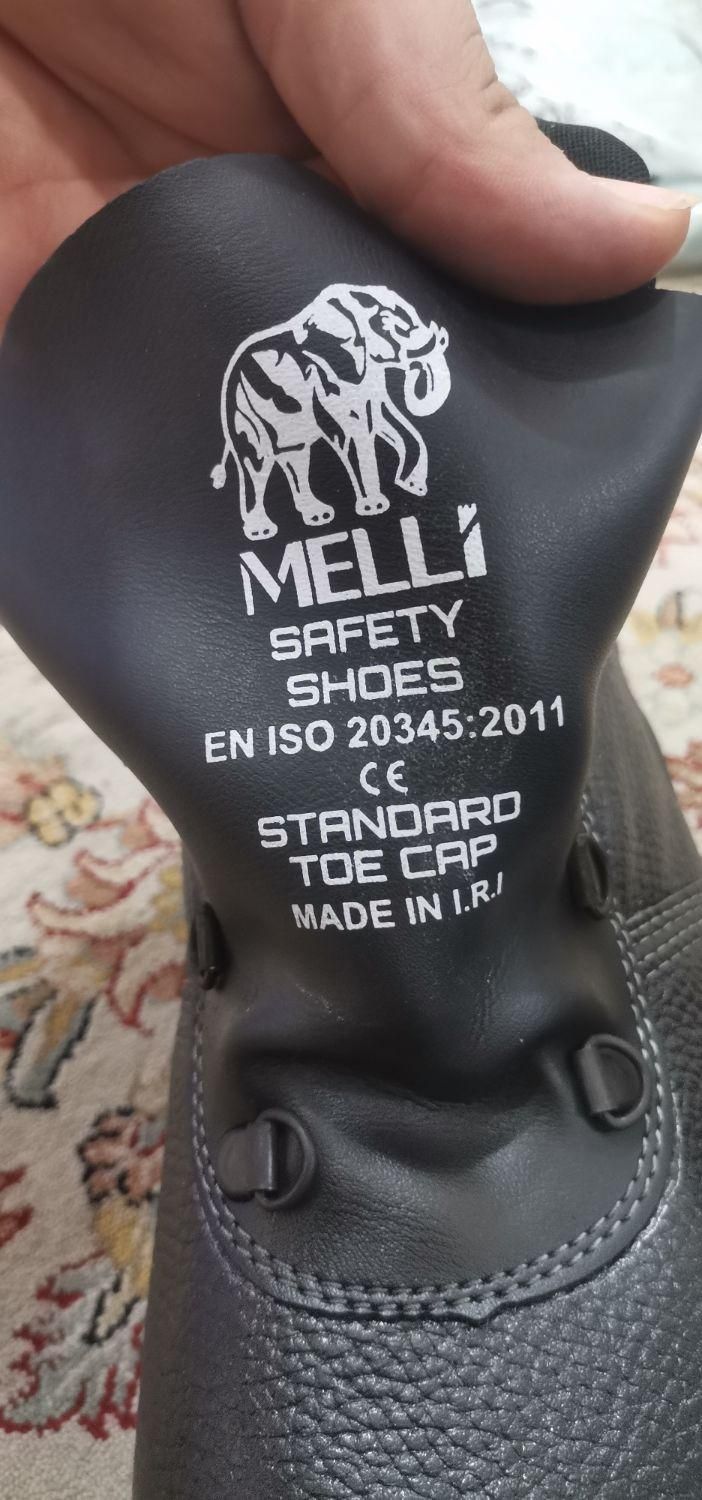 MELLi
SAFETY
SHOES
EN ISO 20345:2011
CE
STANDARD
TOE CAP
MADE IN I.R.I